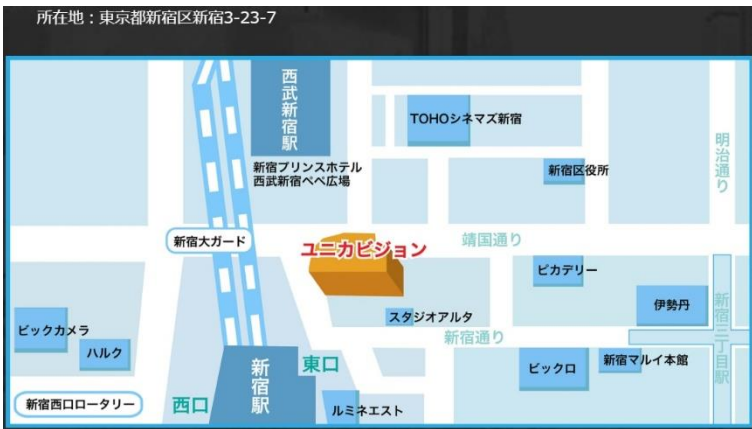 所在地：東京都新宿区新宿3-23-7
西武新宿駅
TOHOシネマズ新宿
明治通り
新宿プリンスホテル
西武新宿ペペ広場
新宿区役所
新宿大ガード
ユニカビジョン
靖国通り
ピカデリー
伊勢丹
スタジオアルタ
新宿三丁目駅
ビックカメラ
新宿通り
ハルク
新宿駅
東口
ビックロ
新宿マルイ本館
新宿西口ロータリー
西口
ルミネエスト